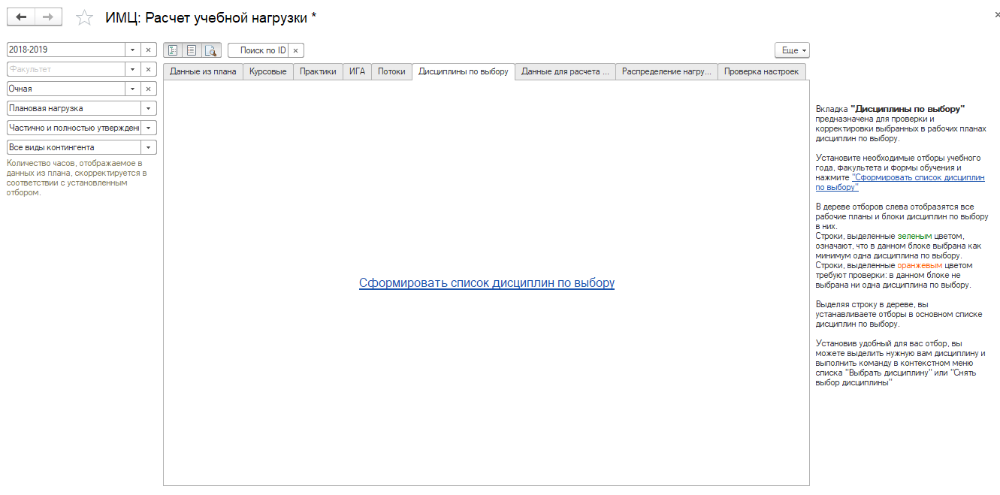 ИМЦ: Расчет учебной нагрузки *
2018-2019
Факультет
Очная
Плановая нагрузка
Частично и полностью утвержден
Все виды контингента
Количество часов, отображаемое в
данных из плана, скорректируется в
соответствии с установленным
отбором.
Поиск по ID
Еще
Данные из плана Курсовые Практики ИГА Потоки Дисциплины по выбору Данные для расчета ... Распределение нагру... Проверка настроек
Сформировать список дисциплин по выбору
Вкладка "Дисциплины по выбору"
предназначена для проверки и
корректировки выбранных в рабочих планах
дисциплин по выбору.
Установите необходимые отборы учебного
года, факультета и формы обучения и
нажмите "Сформировать список дисциплин
по выбору"
В дереве отборов слева отобразятся все
рабочие планы и блоки дисциплин по выбору
в них.
Строки, выделенные зеленым цветом,
означают, что в данном блоке выбрана как
минимум одна дисциплина по выбору.
Строки, выделенные оранжевым цветом
требуют проверки: в данном блоке не
выбрана ни одна дисциплина по выбору.
Выделяя строку в дереве, вы
устанавливаете отборы в основном списке
дисциплин по выбору.
Установив удобный для вас отбор, вы
можете выделить нужную вам дисциплину и
выполнить команду в контекстном меню
списка "Выбрать дисциплину" или "Снять
выбор дисциплины"